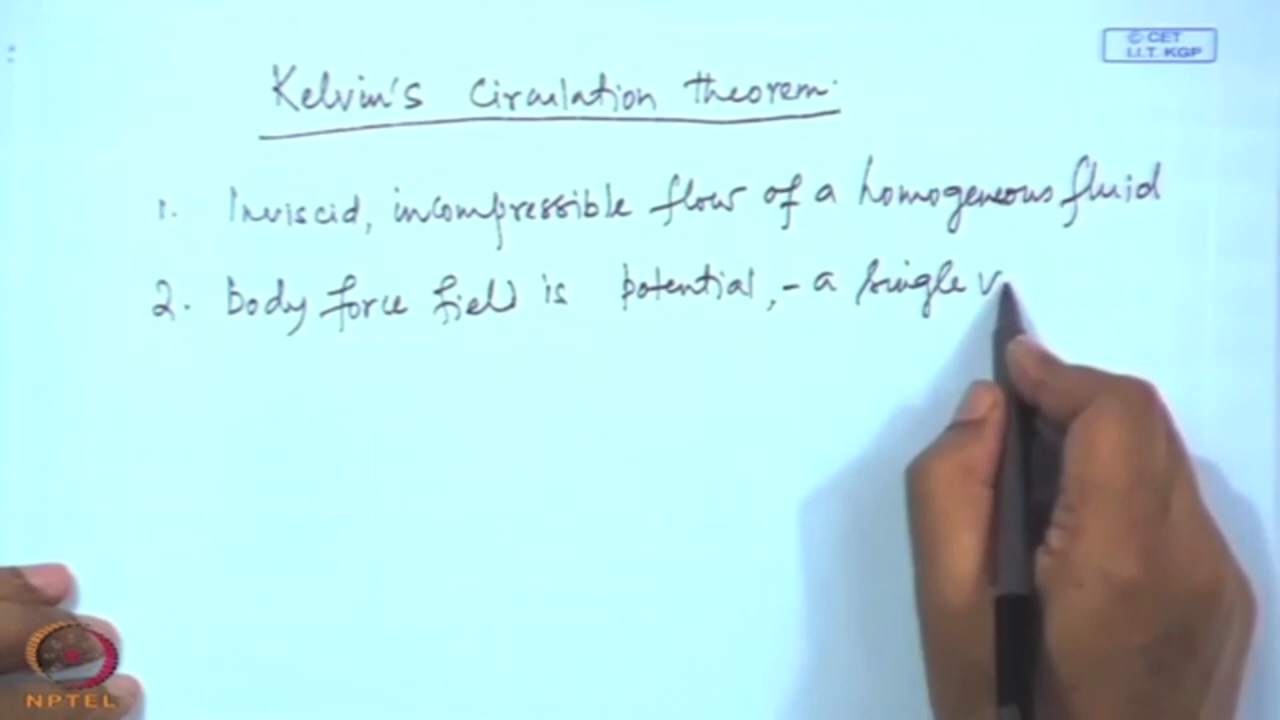 © CET
I.I.T. KGP
Kelvin's Circulation theorem.
1. Inviscid, incompressible flow of a homogeneous fluid
2. Body force field is potential, - a single v
NPTEL